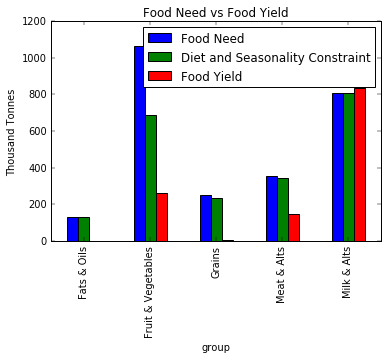 Food Need vs Food Yield
1200
1000
800
600
400
200
0
Thousand Tonnes
Food Need
Diet and Seasonality Constraint
Food Yield
Fats & Oils
Fruit & Vegetables
Grains
Meat & Alts
Milk & Alts
group